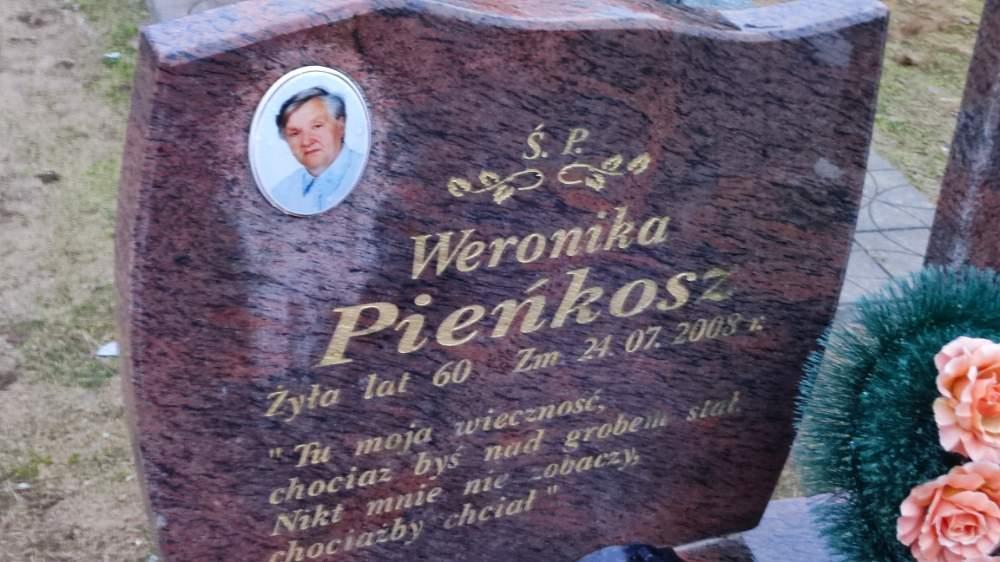 Ś. P.
Weronika
Pieńkosz
Żyła lat 60 Zm 24. 07. 2008 r.
" Tu moja wieczność,
chociaz byś nad grobem stał.
Nikt mnie nie zobaczy,
chociażby chciał "